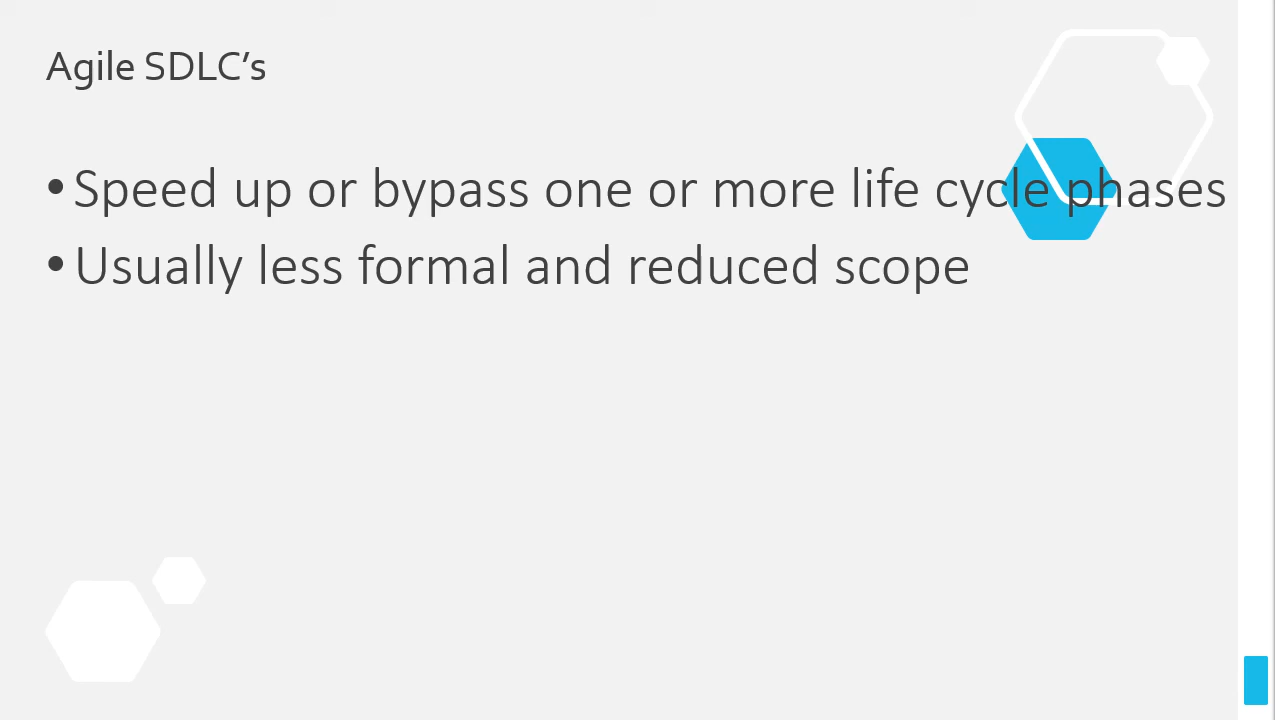 Agile SDLC’s
• Speed up or bypass one or more life cycle phases
• Usually less formal and reduced scope